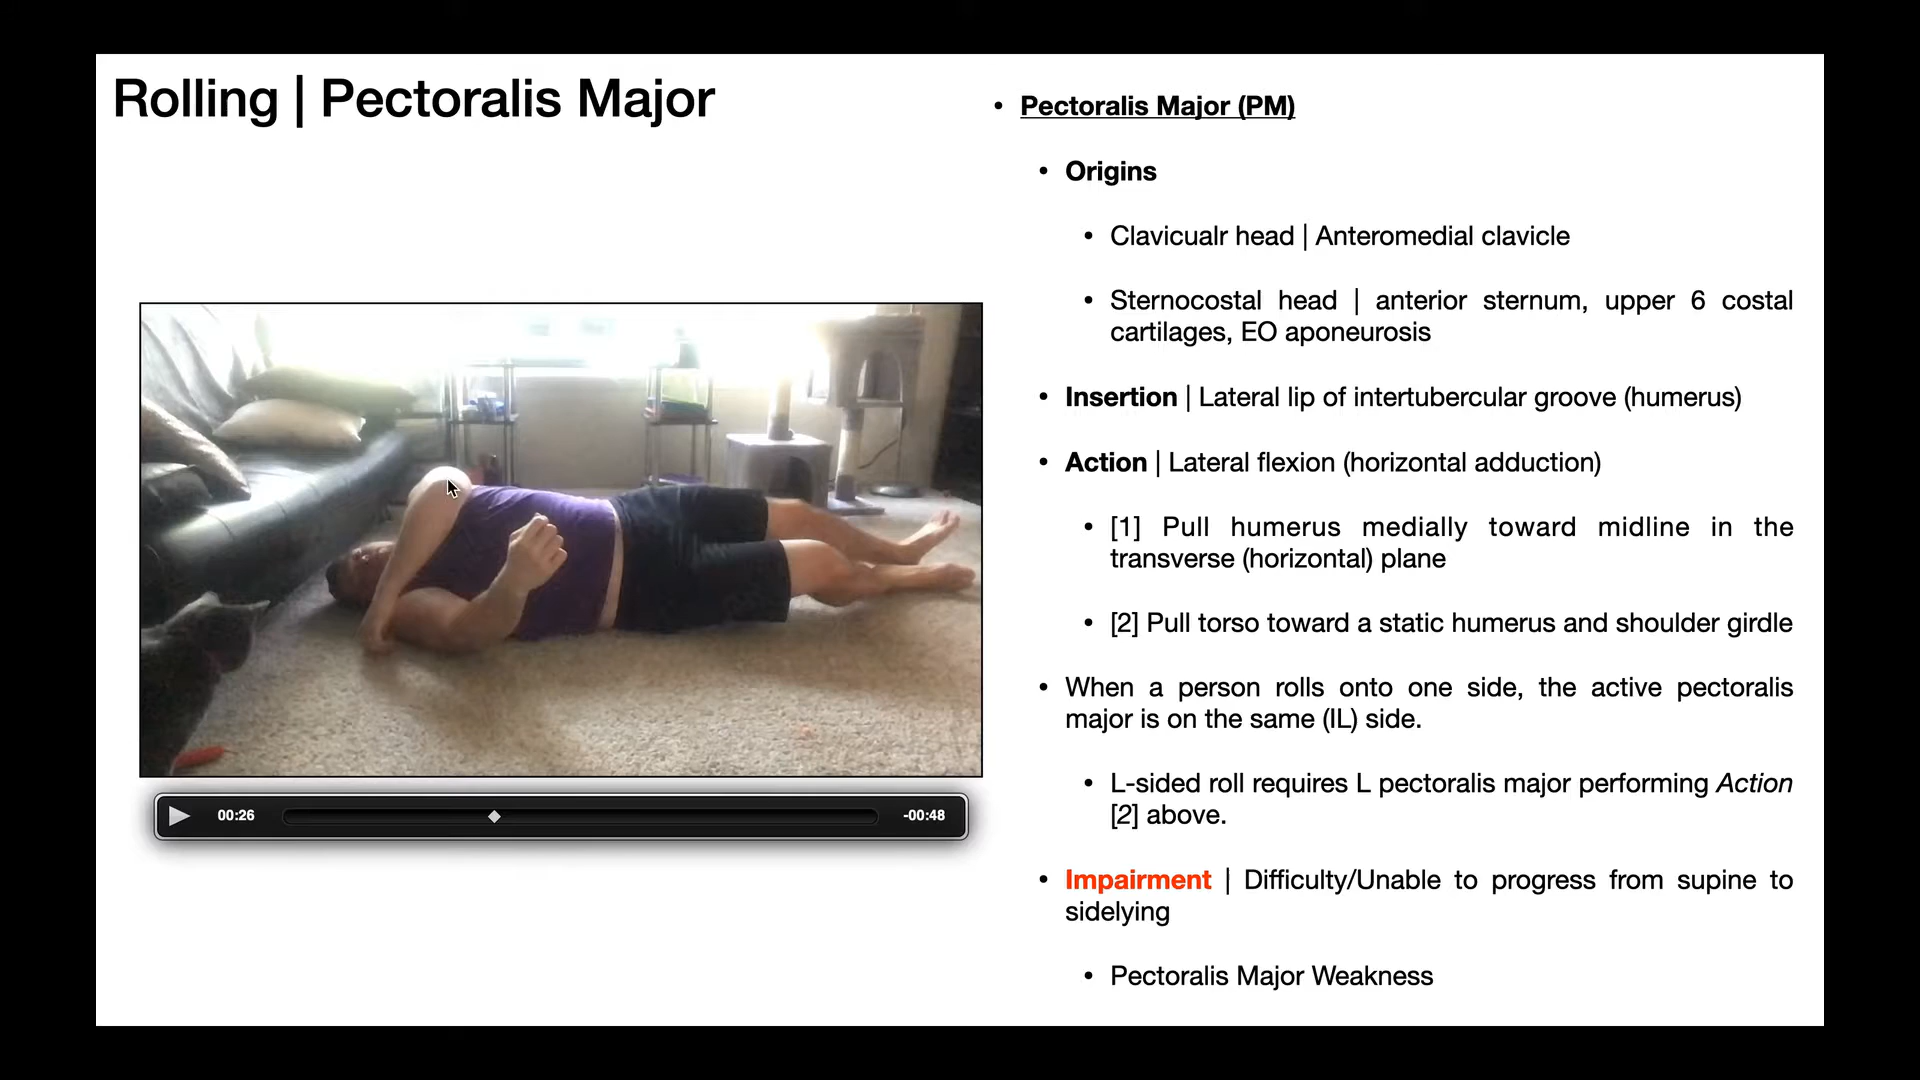 Rolling | Pectoralis Major
• Pectoralis Major (PM)
• Origins
• Clavicualr head | Anteromedial clavicle
• Sternocostal head | anterior sternum, upper 6 costal
cartilages, EO aponeurosis
• Insertion | Lateral lip of intertubercular groove (humerus)
• Action | Lateral flexion (horizontal adduction)
• [1] Pull humerus medially toward midline in the
transverse (horizontal) plane
• [2] Pull torso toward a static humerus and shoulder girdle
• When a person rolls onto one side, the active pectoralis
major is on the same (IL) side.
• L-sided roll requires L pectoralis major performing Action
[2] above.
• Impairment | Difficulty/Unable to progress from supine to
sidelying
• Pectoralis Major Weakness
00:26
-00:48